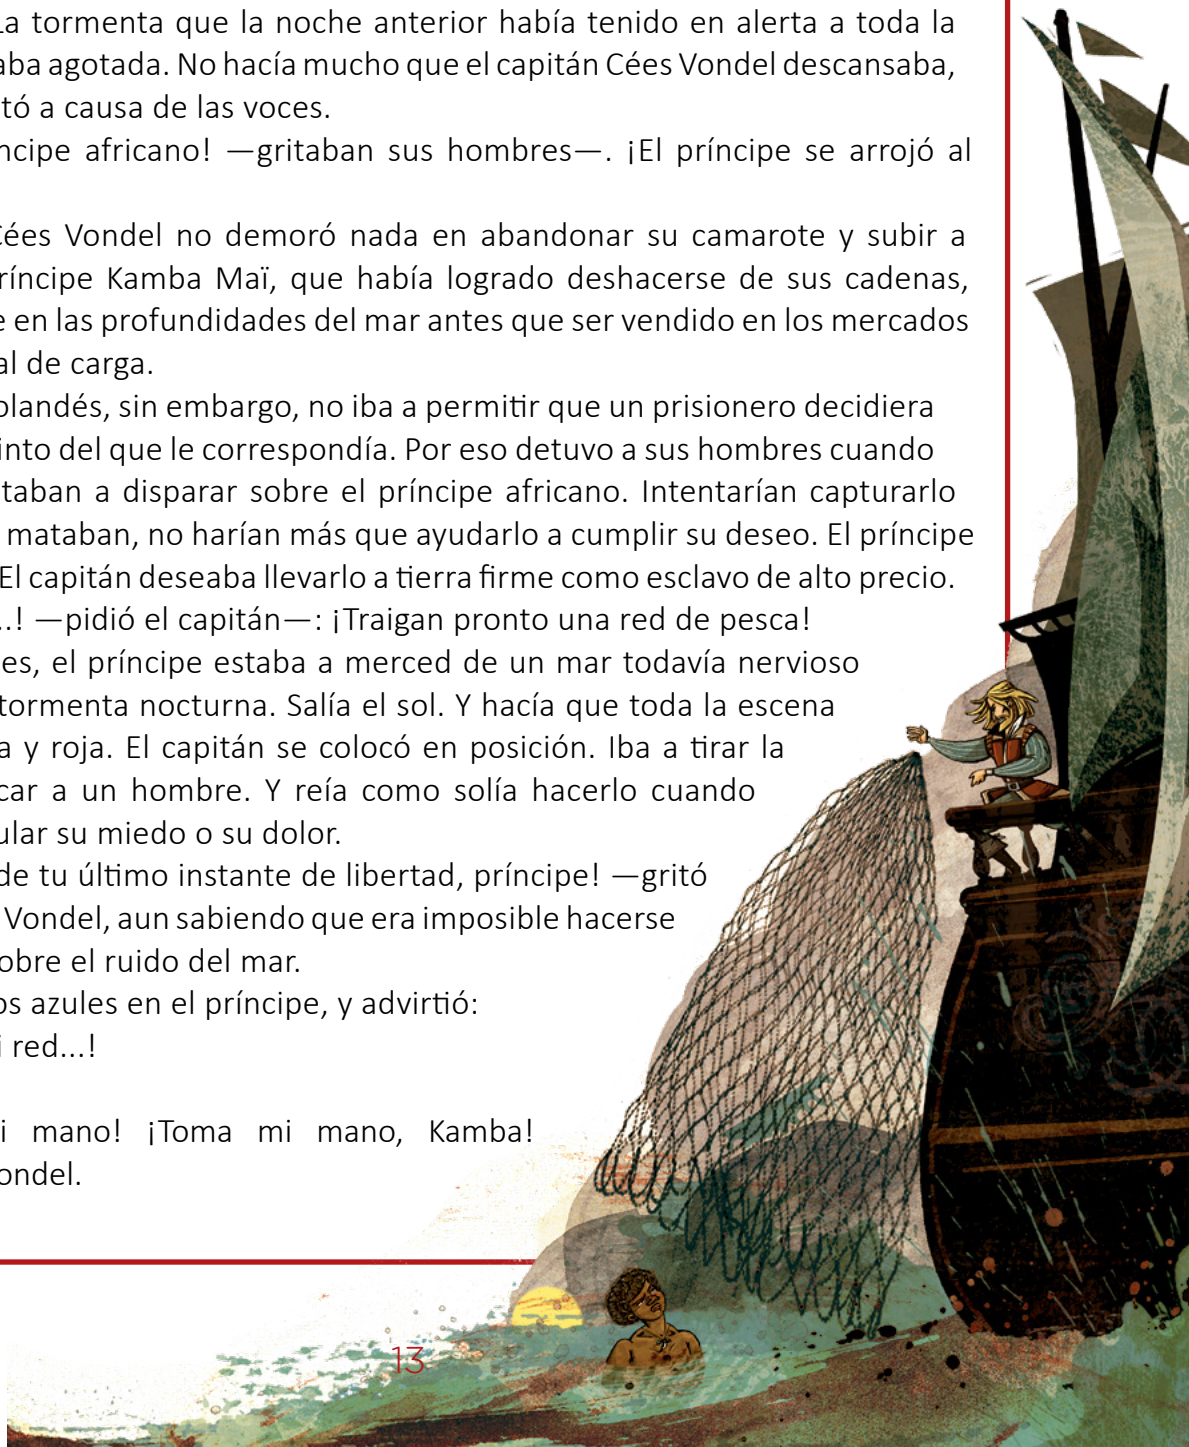 La tormenta que la noche anterior había tenido en alerta a toda la
aba agotada. No hacía mucho que el capitán Cées Vondel descansaba,
tó a causa de las voces.
ncipe africano! —gritaban sus hombres—. ¡El príncipe se arrojó al
Cées Vondel no demoró nada en abandonar su camarote y subir a
ríncipe Kamba Maï, que había logrado deshacerse de sus cadenas,
e en las profundidades del mar antes que ser vendido en los mercados
al de carga.
olandés, sin embargo, no iba a permitir que un prisionero decidiera
into del que le correspondía. Por eso detuvo a sus hombres cuando
taban a disparar sobre el príncipe africano. Intentarían capturarlo
mataban, no harían más que ayudarlo a cumplir su deseo. El príncipe
El capitán deseaba llevarlo a tierra firme como esclavo de alto precio.
..! —pidió el capitán—: ¡Traigan pronto una red de pesca!
es, el príncipe estaba a merced de un mar todavía nervioso
tormenta nocturna. Salía el sol. Y hacía que toda la escena
a y roja. El capitán se colocó en posición. Iba a tirar la
car a un hombre. Y reía como solía hacerlo cuando
ular su miedo o su dolor.
de tu último instante de libertad, príncipe! —gritó
Vondel, aun sabiendo que era imposible hacerse
obre el ruido del mar.
os azules en el príncipe, y advirtió:
i red...!
i mano! ¡Toma mi mano, Kamba!
ondel.
13